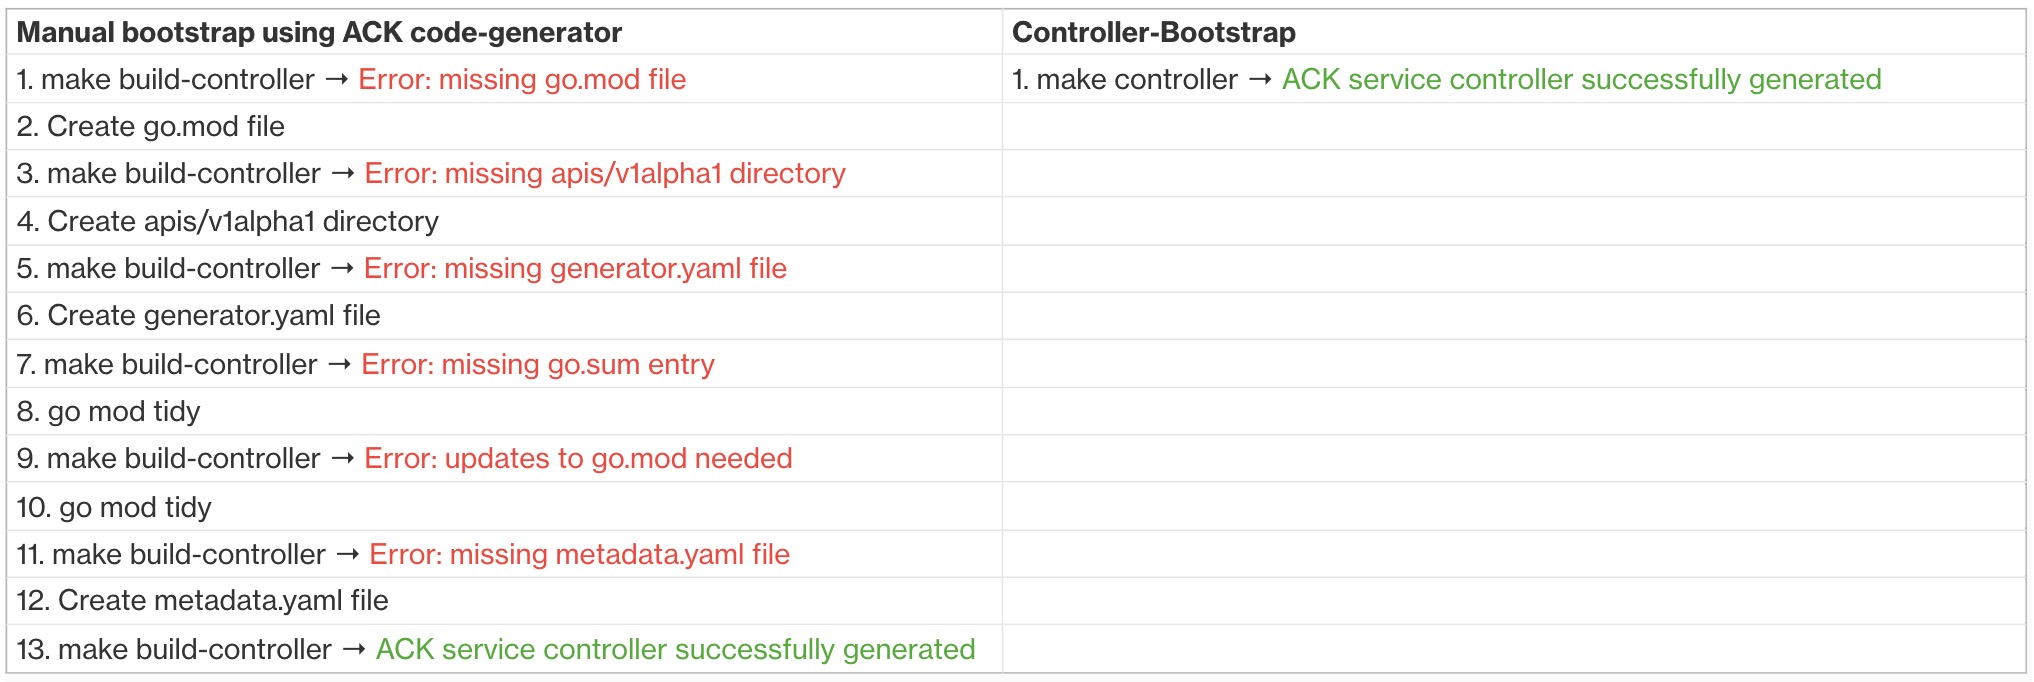 Manual bootstrap using ACK code-generator
Controller-Bootstrap
1. make build-controller → Error: missing go.mod file
1. make controller → ACK service controller successfully generated
2. Create go.mod file
3. make build-controller → Error: missing apis/v1alpha1 directory
4. Create apis/v1alpha1 directory
5. make build-controller → Error: missing generator.yaml file
6. Create generator.yaml file
7. make build-controller → Error: missing go.sum entry
8. go mod tidy
9. make build-controller → Error: updates to go.mod needed
10. go mod tidy
11. make build-controller → Error: missing metadata.yaml file
12. Create metadata.yaml file
13. make build-controller → ACK service controller successfully generated